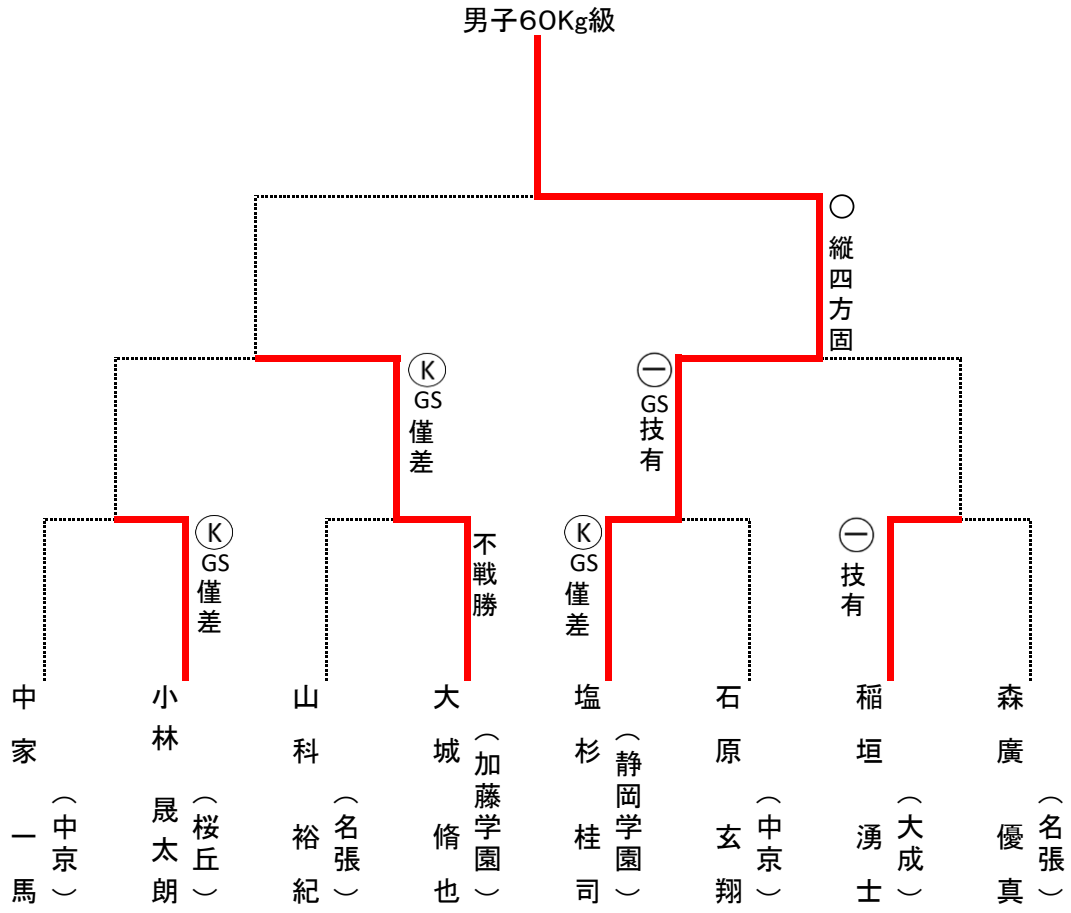 男子60Kg級
○
縦四方固
K
GS
僅差
一
GS
技有
K
GS
僅差
不戦勝
K
GS
僅差
一
技有
中家 一馬
（中京）
小林 晟太朗
（桜丘）
山科 裕紀
（名張）
大城 脩也
（加藤学園）
塩杉 桂司
（静岡学園）
石原 玄翔
（中京）
稲垣 湧士
（大成）
森廣 優真
（名張）